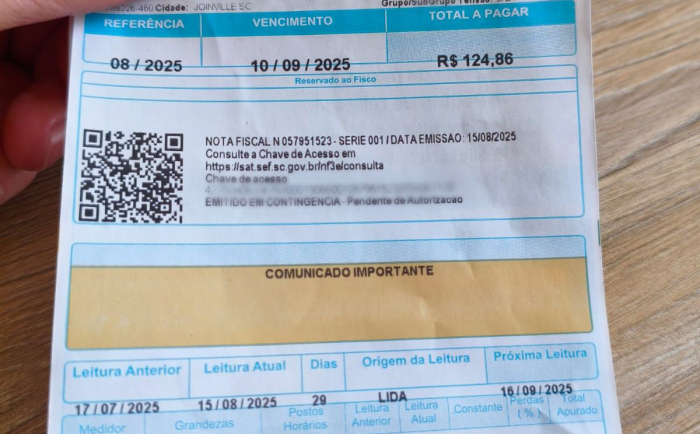 89226-460 Cidade: JOINVILLE SC
REFERÊNCIA VENCIMENTO TOTAL A PAGAR
08 / 2025 10 / 09 / 2025 R$ 124,86
Reservado ao Fisco
NOTA FISCAL N 057951523 - SERIE 001 / DATA EMISSAO: 15/08/2025
Consulte a Chave de Acesso em
https://sat.sef.sc.gov.br/nf3e/consulta
Chave de acesso
EMITIDO EM CONTINGENCIA - Pendente de Autorizacao
COMUNICADO IMPORTANTE
Leitura Anterior Leitura Atual Dias Origem da Leitura Próxima Leitura
17 / 07 / 2025 15 / 08 / 2025 29 LIDA 16 / 09 / 2025
Medidor Grandezas Postos Horários Leitura Anterior Leitura Atual Constante Perdas (%) Total Apurado